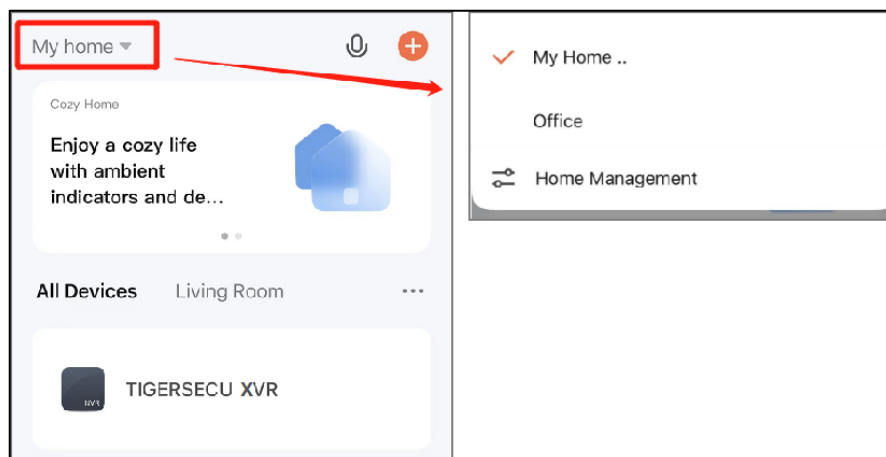 My home
Cozy Home
Enjoy a cozy life
with ambient
indicators and de...
All Devices Living Room
NVR
TIGERSECU XVR
My Home ..
Office
Home Management